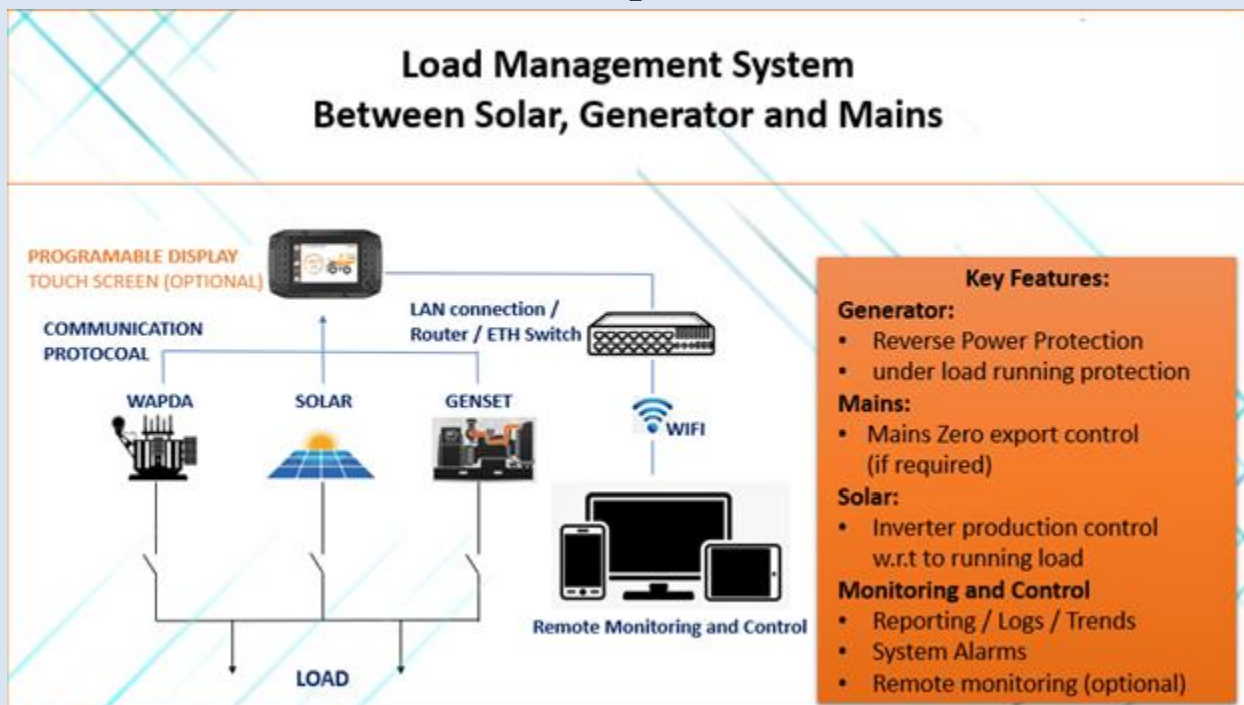 Load Management System
Between Solar, Generator and Mains
PROGRAMABLE DISPLAY
TOUCH SCREEN (OPTIONAL)
COMMUNICATION
PROTOCOAL
LAN connection /
Router / ETH Switch
WAPDA
SOLAR
GENSET
WIFI
Remote Monitoring and Control
LOAD
Key Features:
Generator:
• Reverse Power Protection
• under load running protection
Mains:
• Mains Zero export control
(if required)
Solar:
• Inverter production control
w.r.t to running load
Monitoring and Control
• Reporting / Logs / Trends
• System Alarms
• Remote monitoring (optional)